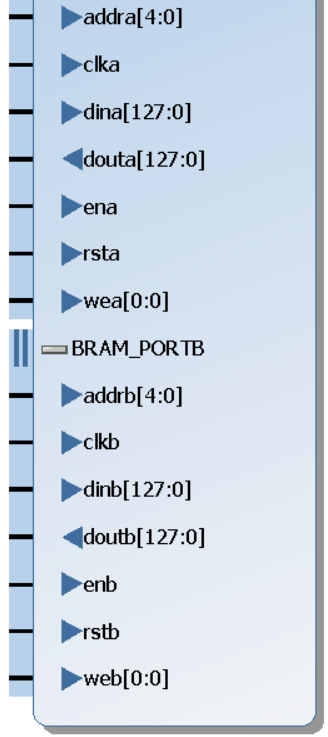 addra[4:0]
clka
dina[127:0]
douta[127:0]
ena
rsta
wea[0:0]
BRAM_PORTB
addrb[4:0]
clkb
dinb[127:0]
doutb[127:0]
enb
rstb
web[0:0]